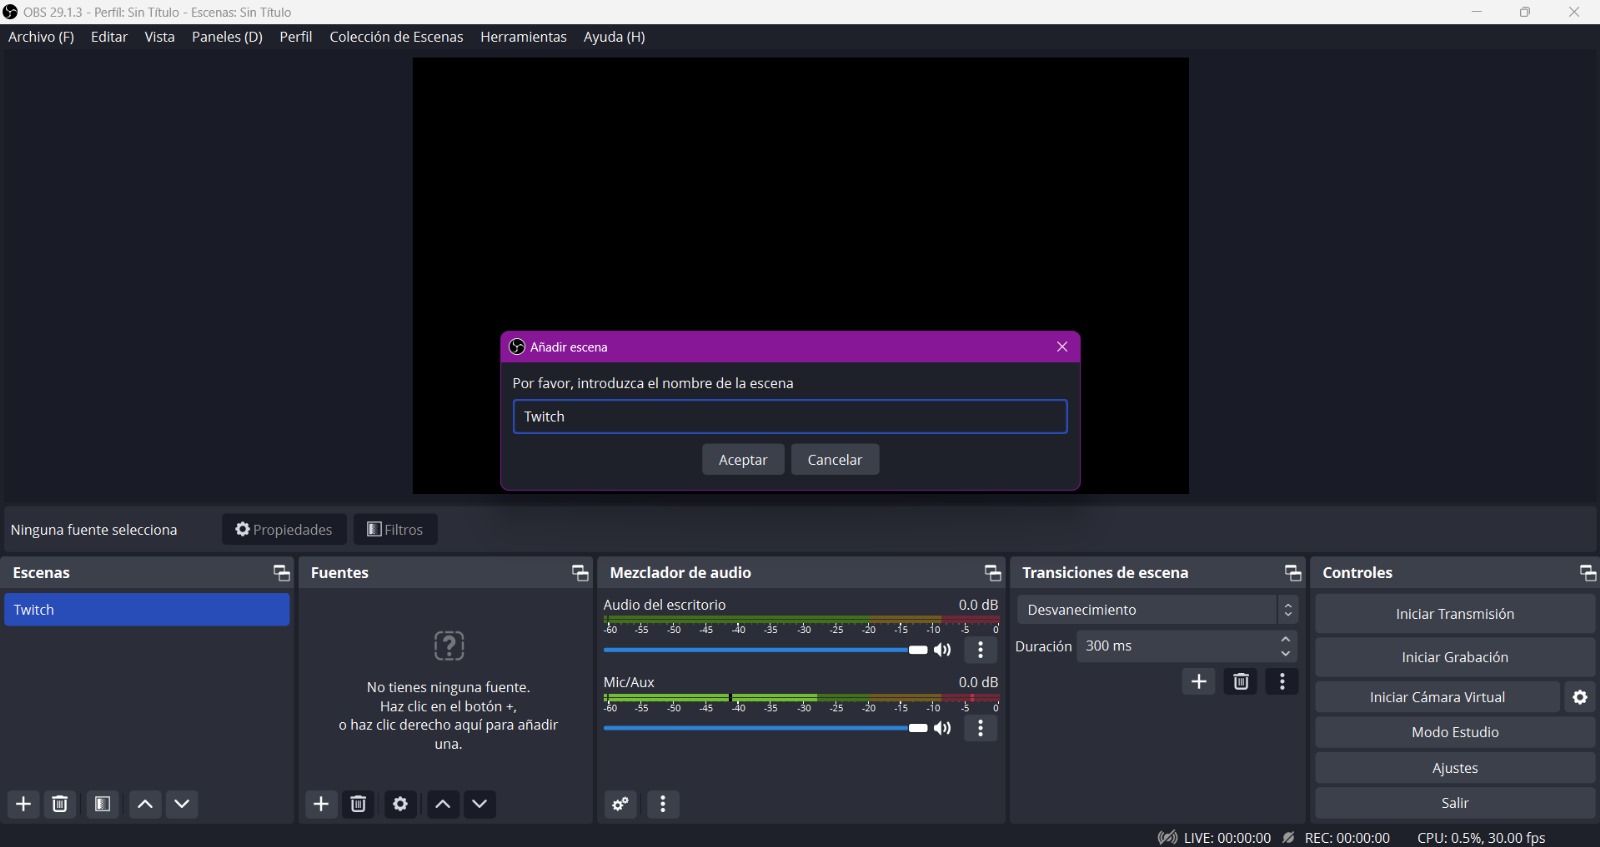 OBS 29.1.3 - Perfil: Sin Título - Escenas: Sin Título
Archivo (F) Editar Vista Paneles (D) Perfil Colección de Escenas Herramientas Ayuda (H)
Añadir escena
Por favor, introduzca el nombre de la escena
Twitch
Aceptar Cancelar
Ninguna fuente selecciona Propiedades Filtros
Escenas
Twitch
Fuentes
No tienes ninguna fuente.
Haz clic en el botón +,
o haz clic derecho aquí para añadir
una.
Mezclador de audio
Audio del escritorio 0.0 dB
-60 -55 -50 -45 -40 -35 -30 -25 -20 -15 -10 -5 0
Mic/Aux 0.0 dB
-60 -55 -50 -45 -40 -35 -30 -25 -20 -15 -10 -5 0
Transiciones de escena
Desvanecimiento
Duración 300 ms
Controles
Iniciar Transmisión
Iniciar Grabación
Iniciar Cámara Virtual
Modo Estudio
Ajustes
Salir
LIVE: 00:00:00 REC: 00:00:00 CPU: 0.5%, 30.00 fps